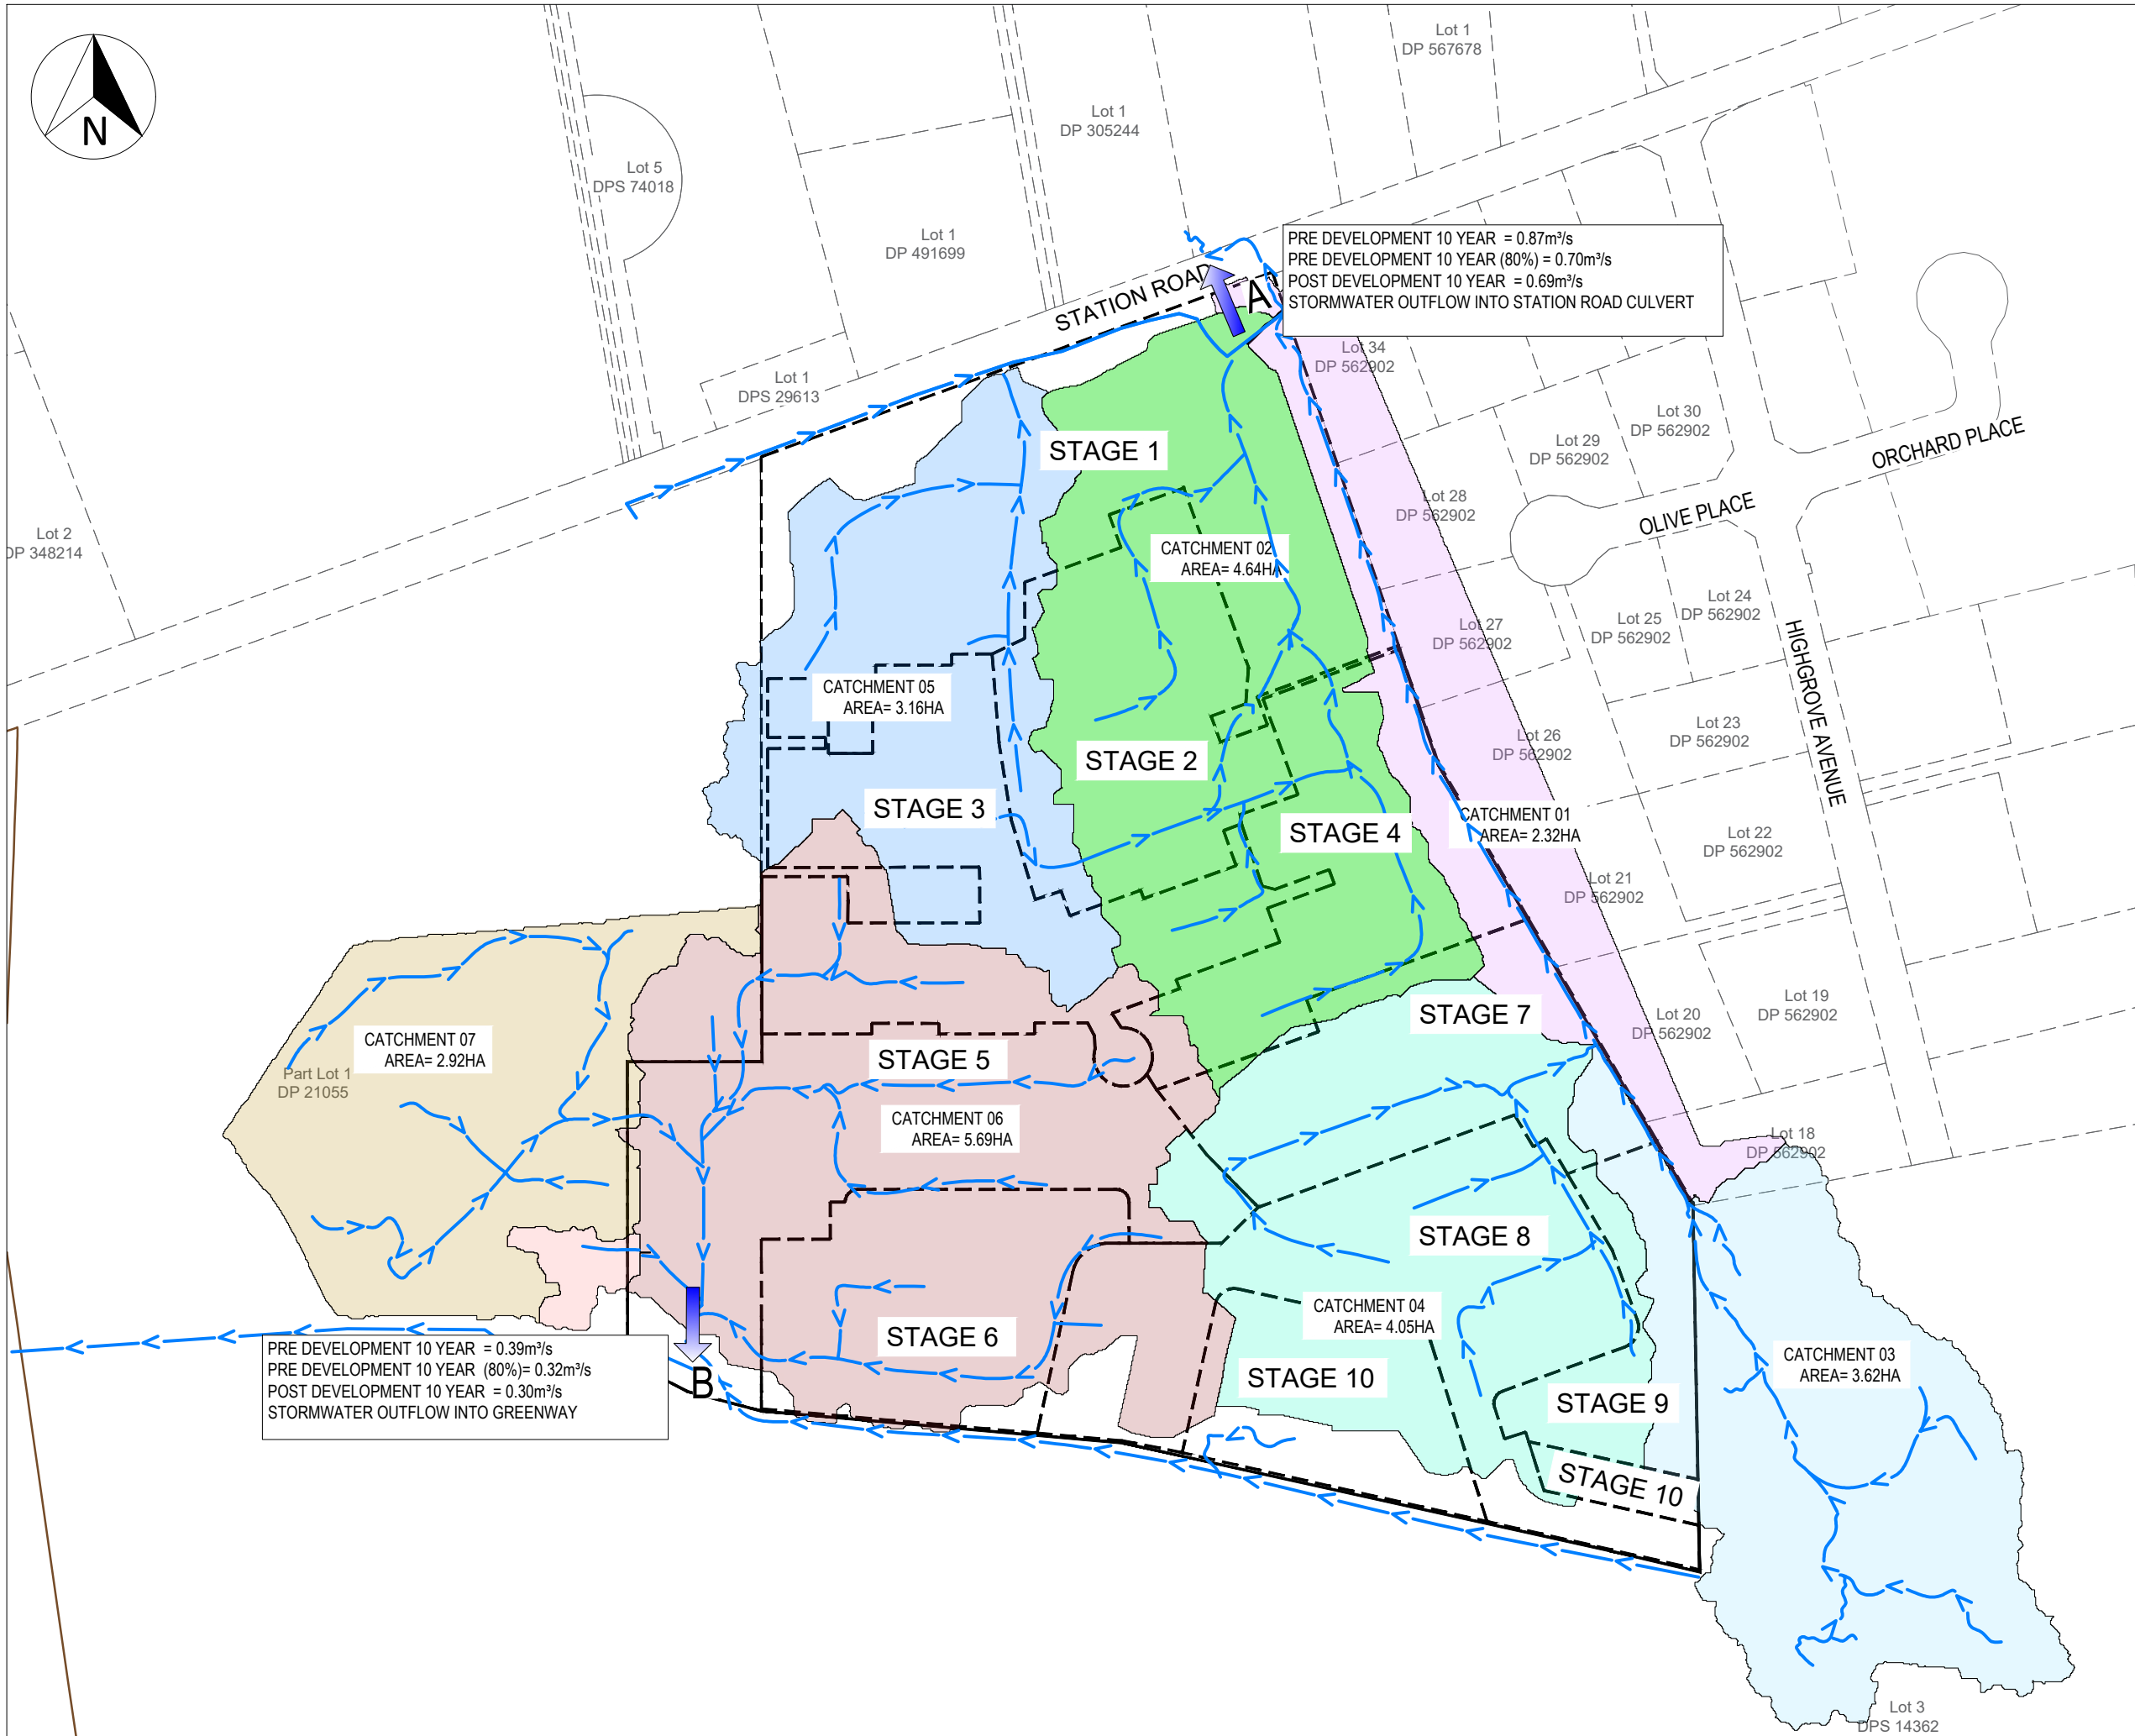 N
Lot 1
DP 567678
Lot 1
DP 305244
Lot 5
DPS 74018
Lot 1
DP 491699
PRE DEVELOPMENT 10 YEAR = 0.87m³/s
PRE DEVELOPMENT 10 YEAR (80%) = 0.70m³/s
POST DEVELOPMENT 10 YEAR = 0.69m³/s
STORMWATER OUTFLOW INTO STATION ROAD CULVERT
STATION ROAD
A
Lot 34
DP 562902
Lot 1
DPS 29613
Lot 30
DP 562902
Lot 29
DP 562902
ORCHARD PLACE
STAGE 1
Lot 28
DP 562902
OLIVE PLACE
Lot 2
DP 348214
CATCHMENT 02
AREA= 4.64HA
Lot 24
DP 562902
Lot 25
DP 562902
Lot 27
DP 562902
HIGHGROVE AVENUE
CATCHMENT 05
AREA= 3.16HA
Lot 23
DP 562902
Lot 26
DP 562902
STAGE 2
STAGE 3
STAGE 4
CATCHMENT 01
AREA= 2.32HA
Lot 22
DP 562902
Lot 21
DP 562902
Lot 19
DP 562902
Lot 20
DP 562902
STAGE 7
CATCHMENT 07
AREA= 2.92HA
Part Lot 1
DP 21055
STAGE 5
CATCHMENT 06
AREA= 5.69HA
Lot 18
DP 562902
STAGE 8
CATCHMENT 04
AREA= 4.05HA
STAGE 6
PRE DEVELOPMENT 10 YEAR = 0.39m³/s
PRE DEVELOPMENT 10 YEAR (80%)= 0.32m³/s
POST DEVELOPMENT 10 YEAR = 0.30m³/s
STORMWATER OUTFLOW INTO GREENWAY
B
STAGE 10
CATCHMENT 03
AREA= 3.62HA
STAGE 9
STAGE 10
Lot 3
DPS 14362